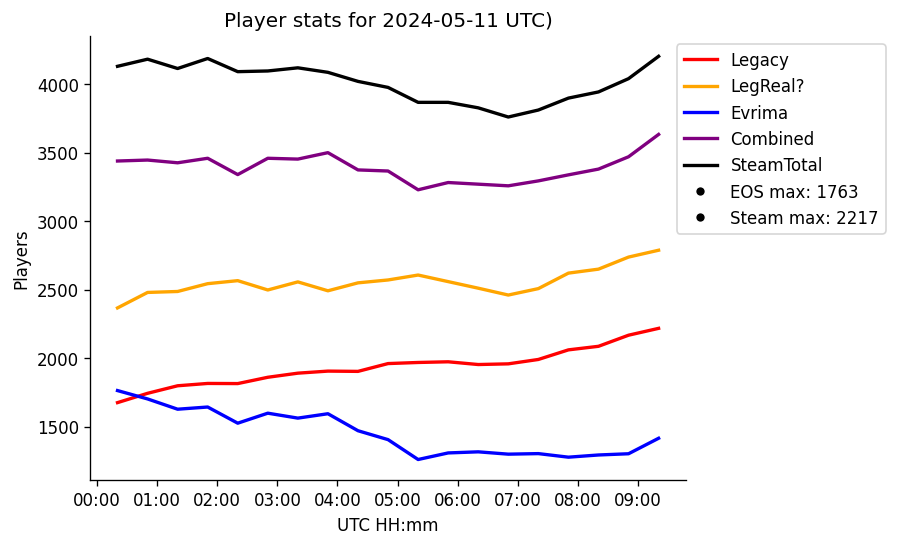 Player stats for 2024-05-11 UTC)
Legacy
LegReal?
Evrima
Combined
SteamTotal
EOS max: 1763
Steam max: 2217
Players
4000
3500
3000
2500
2000
1500
00:00 01:00 02:00 03:00 04:00 05:00 06:00 07:00 08:00 09:00
UTC HH:mm